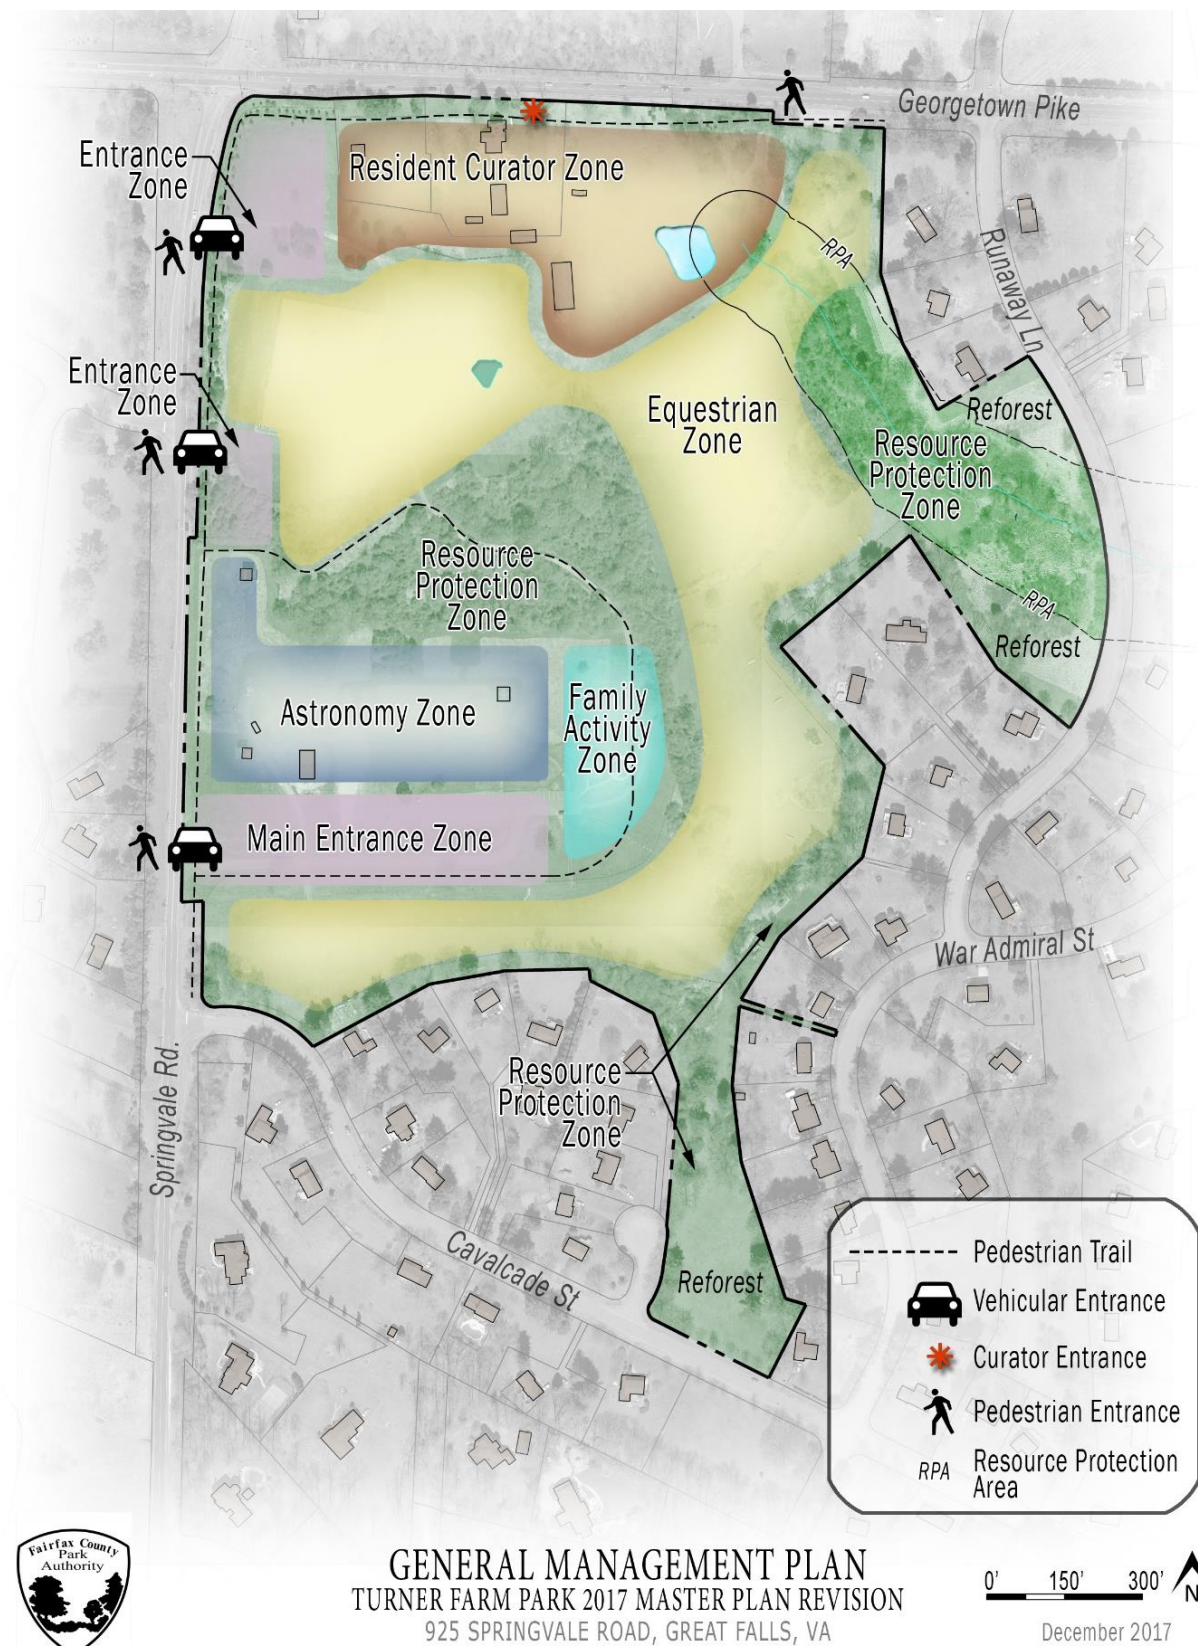 Georgetown Pike
Entrance
Zone
Resident Curator Zone
RPA
Runaway Ln
Entrance
Zone
Equestrian
Zone
Reforest
Resource
Protection
Zone
Resource
Protection
Zone
RPA
Reforest
Astronomy Zone
Family
Activity
Zone
Main Entrance Zone
War Admiral St
Springvale Rd.
Resource
Protection
Zone
Cavalcade St
Reforest
Pedestrian Trail
Vehicular Entrance
Curator Entrance
Pedestrian Entrance
RPA Resource Protection
Area
Fairfax County
Park
Authority
GENERAL MANAGEMENT PLAN
TURNER FARM PARK 2017 MASTER PLAN REVISION
925 SPRINGVALE ROAD, GREAT FALLS, VA
0' 150' 300'
N
December 2017